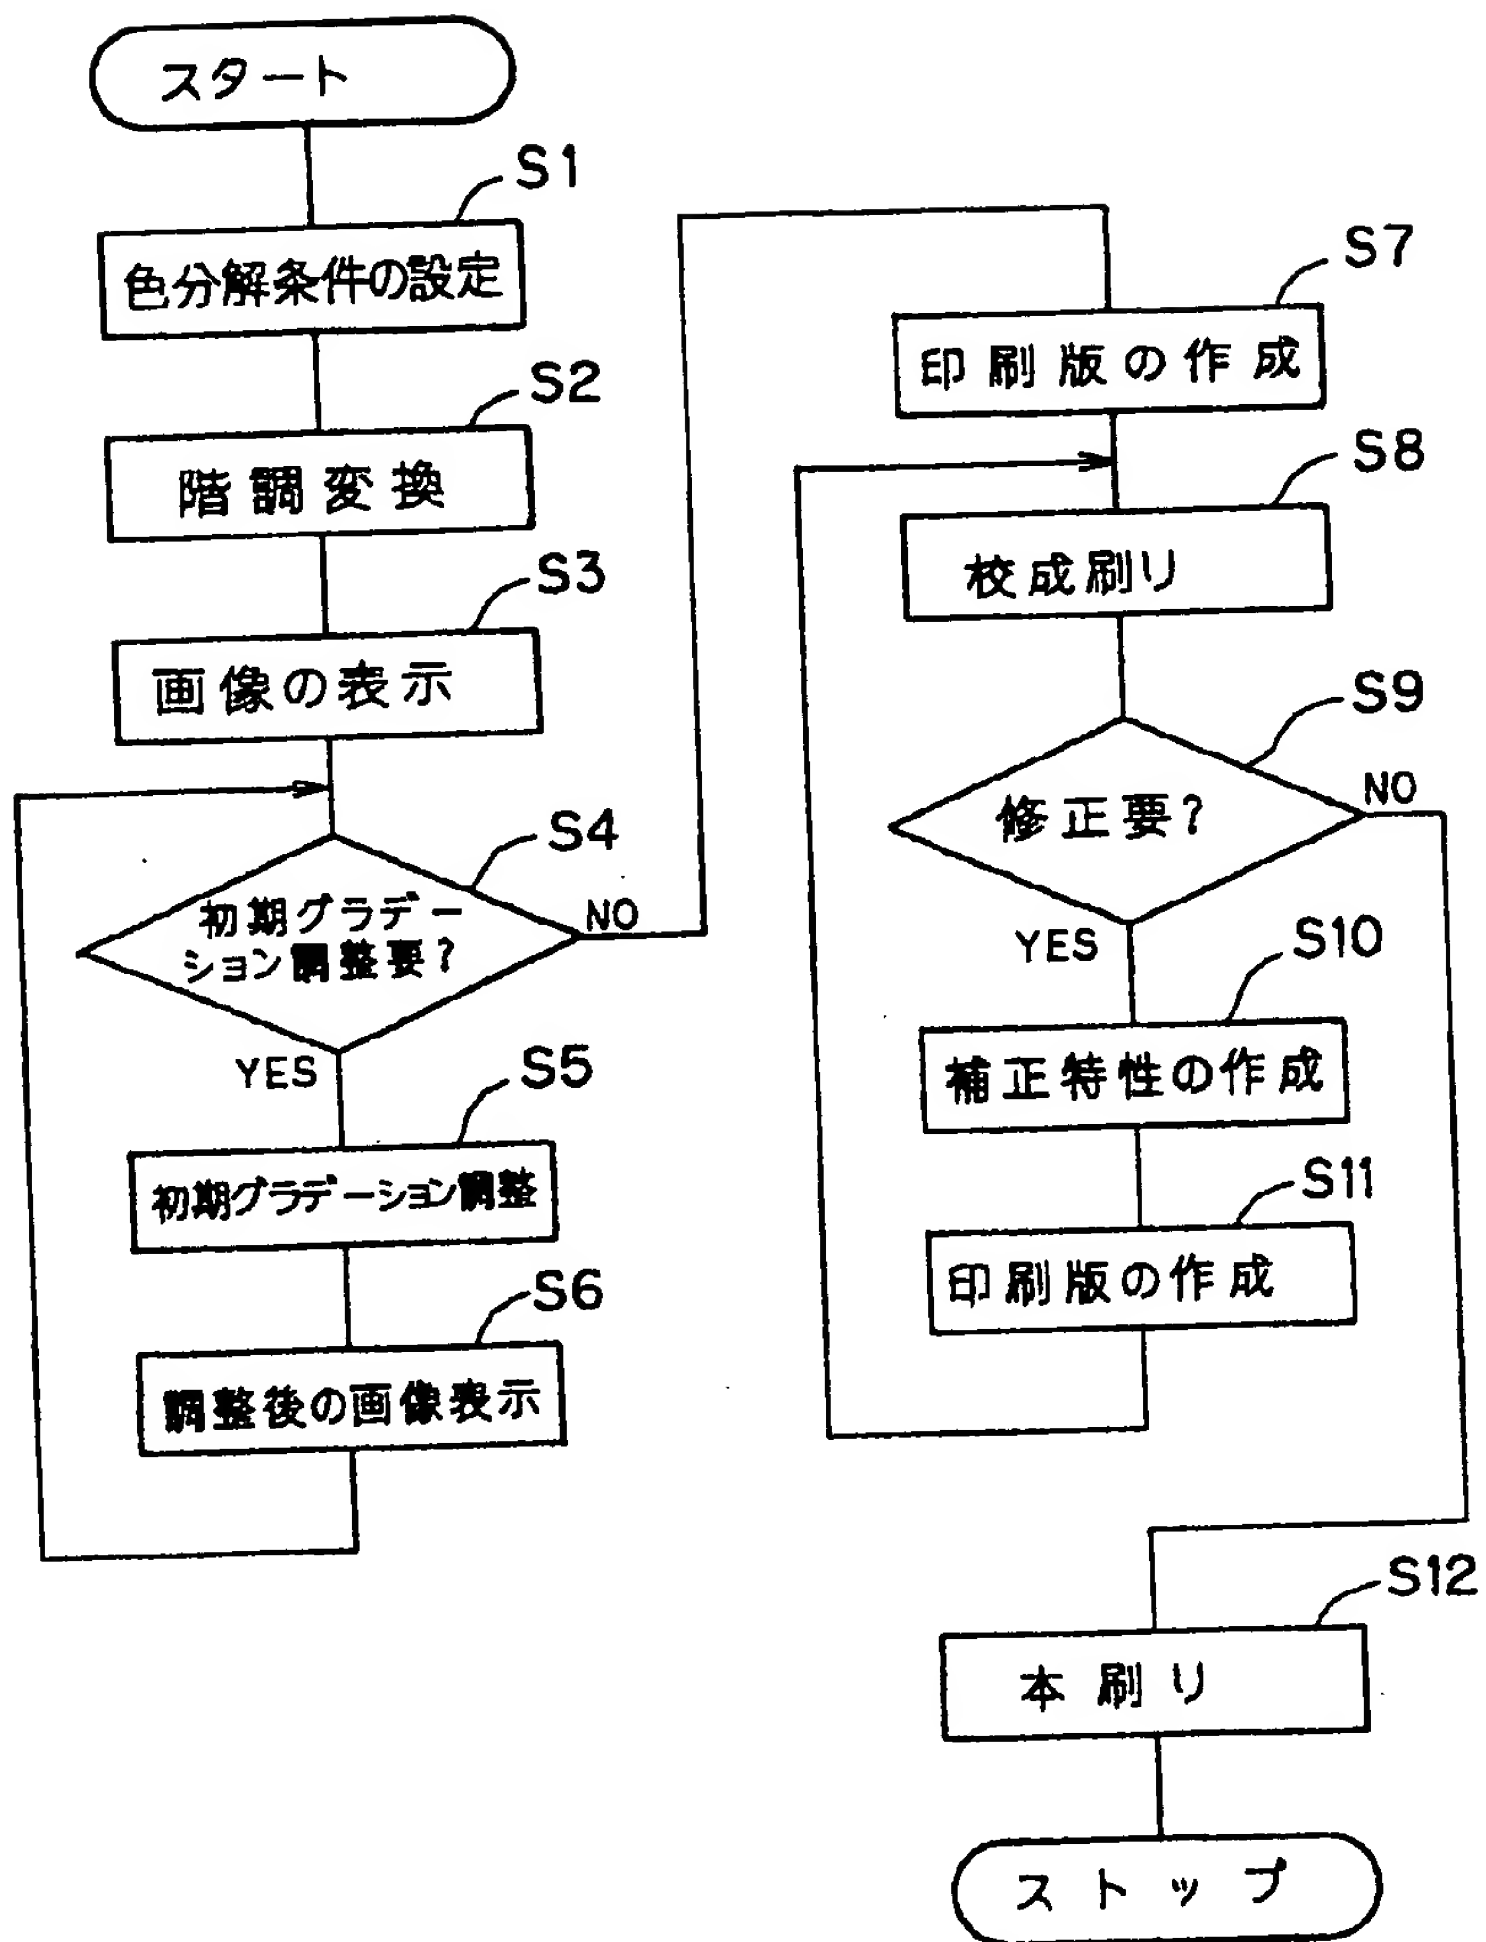 スタート
S1
色分解条件の設定
S2
階調変換
S3
画像の表示
S4
初期グラデー
ション調整要?
NO
YES
S5
初期グラデーション調整
S6
調整後の画像表示
S7
印刷版の作成
S8
校成刷り
S9
修正要?
NO
YES
S10
補正特性の作成
S11
印刷版の作成
S12
本刷り
ストップ